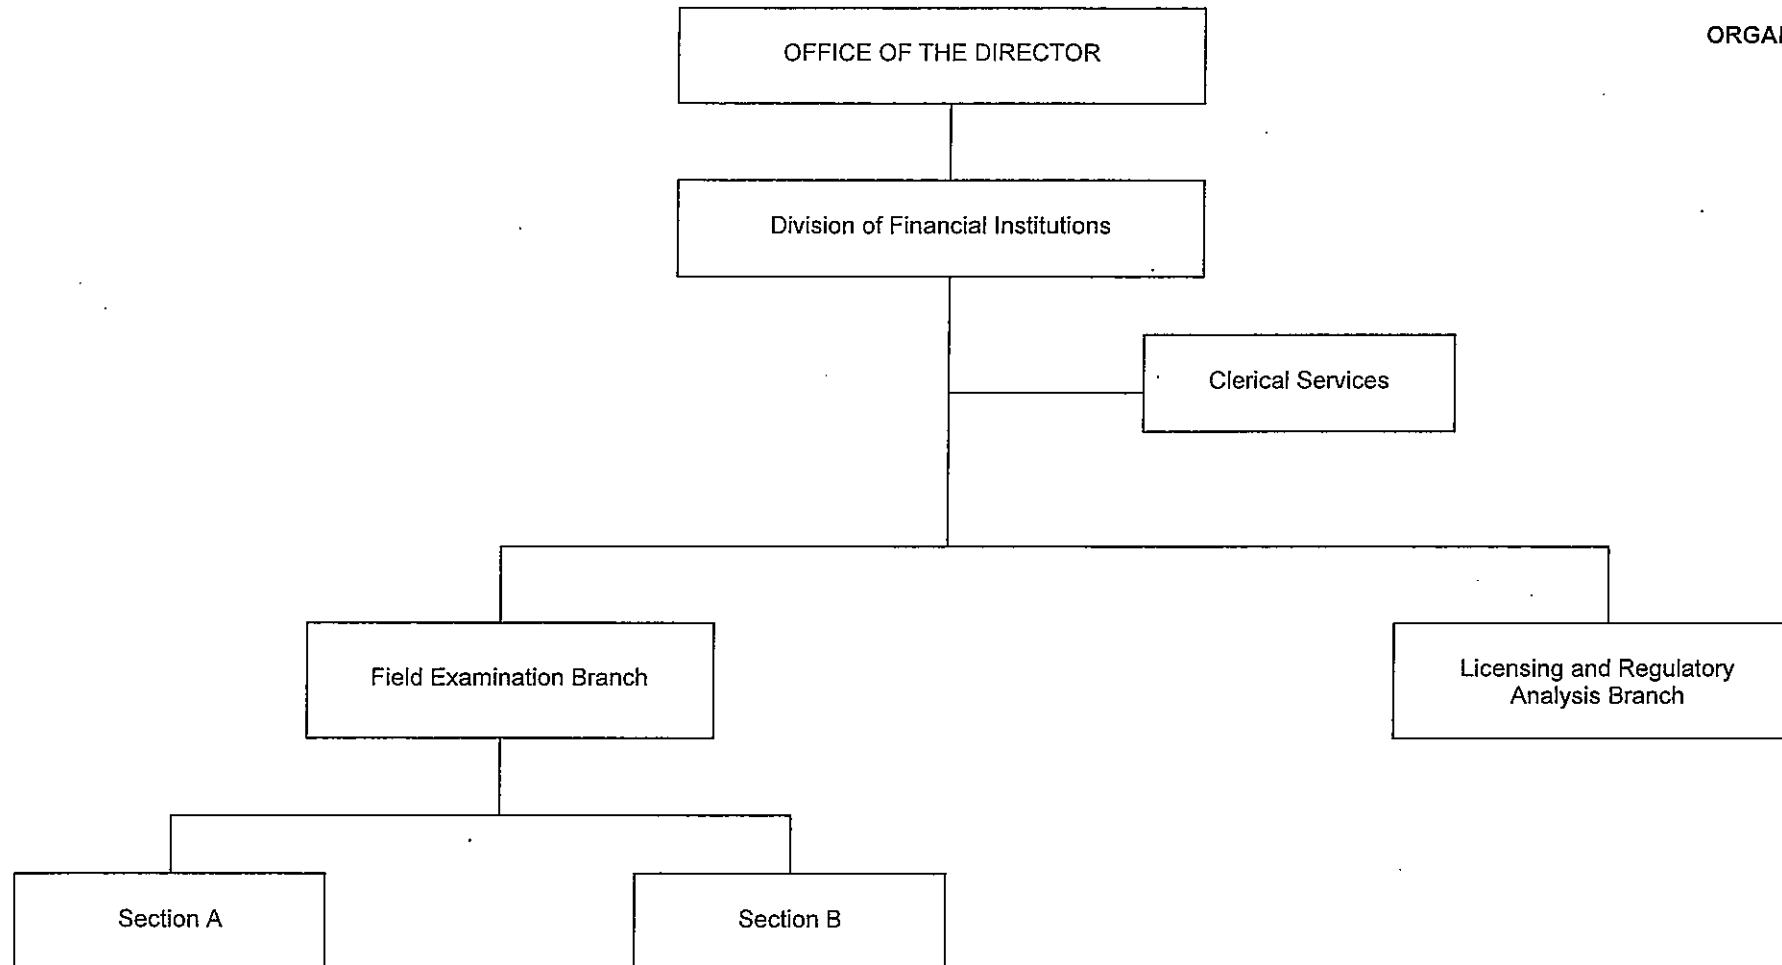 OFFICE OF THE DIRECTOR
Division of Financial Institutions
Clerical Services
Field Examination Branch
Licensing and Regulatory
Analysis Branch
Section A
Section B